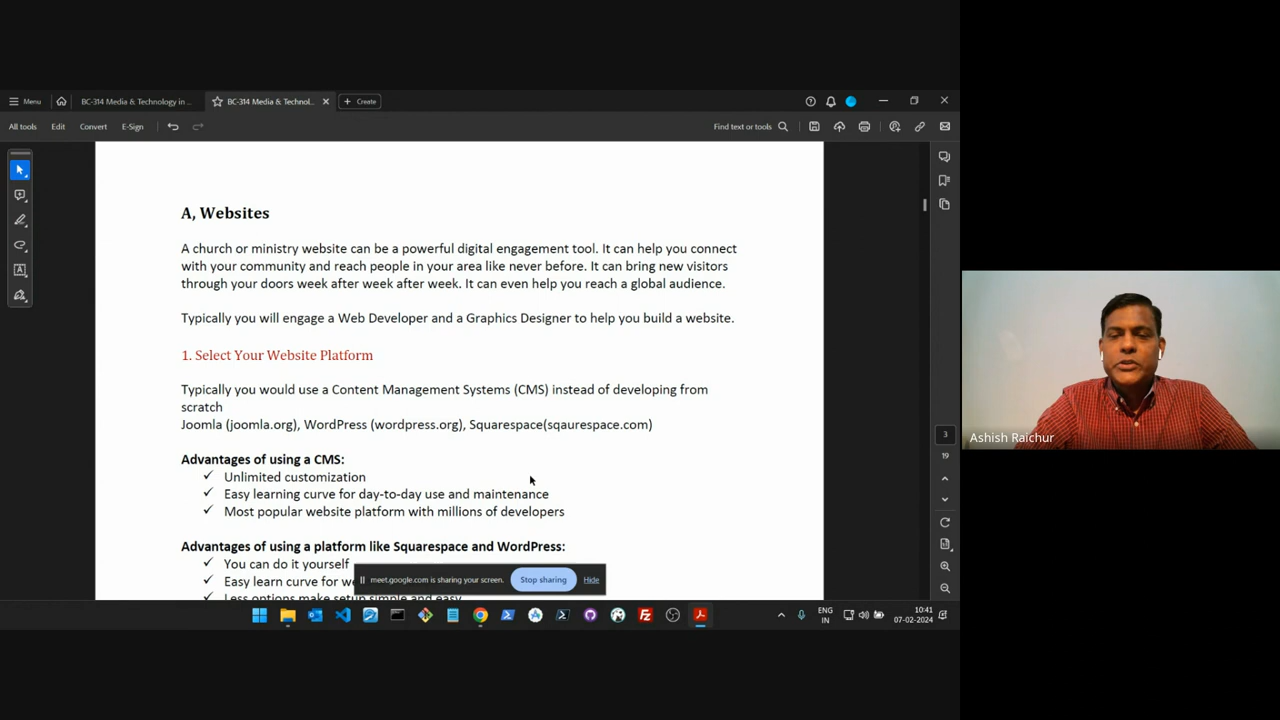 Menu
BC-314 Media & Technology in ...
BC-314 Media & Technol...
Create
All tools
Edit
Convert
E-Sign
Find text or tools
A, Websites
A church or ministry website can be a powerful digital engagement tool. It can help you connect
with your community and reach people in your area like never before. It can bring new visitors
through your doors week after week after week. It can even help you reach a global audience.
Typically you will engage a Web Developer and a Graphics Designer to help you build a website.
1. Select Your Website Platform
Typically you would use a Content Management Systems (CMS) instead of developing from
scratch
Joomla (joomla.org), WordPress (wordpress.org), Squarespace(sqaurespace.com)
Advantages of using a CMS:
Unlimited customization
Easy learning curve for day-to-day use and maintenance
Most popular website platform with millions of developers
Advantages of using a platform like Squarespace and WordPress:
You can do it yourself
Easy learn curve for we
Less options make setup simple and easy
meet.google.com is sharing your screen.
Stop sharing
Hide
3
19
Ashish Raichur
ENG
IN
10:41
07-02-2024